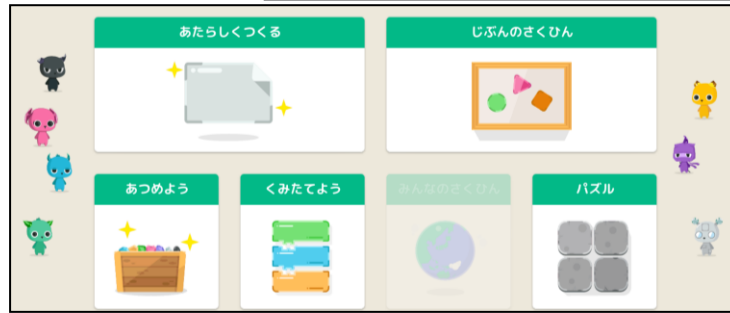 あたらしくつくる
じぶんのさくひん
あつめよう
くみたてよう
みんなのさくひん
パズル